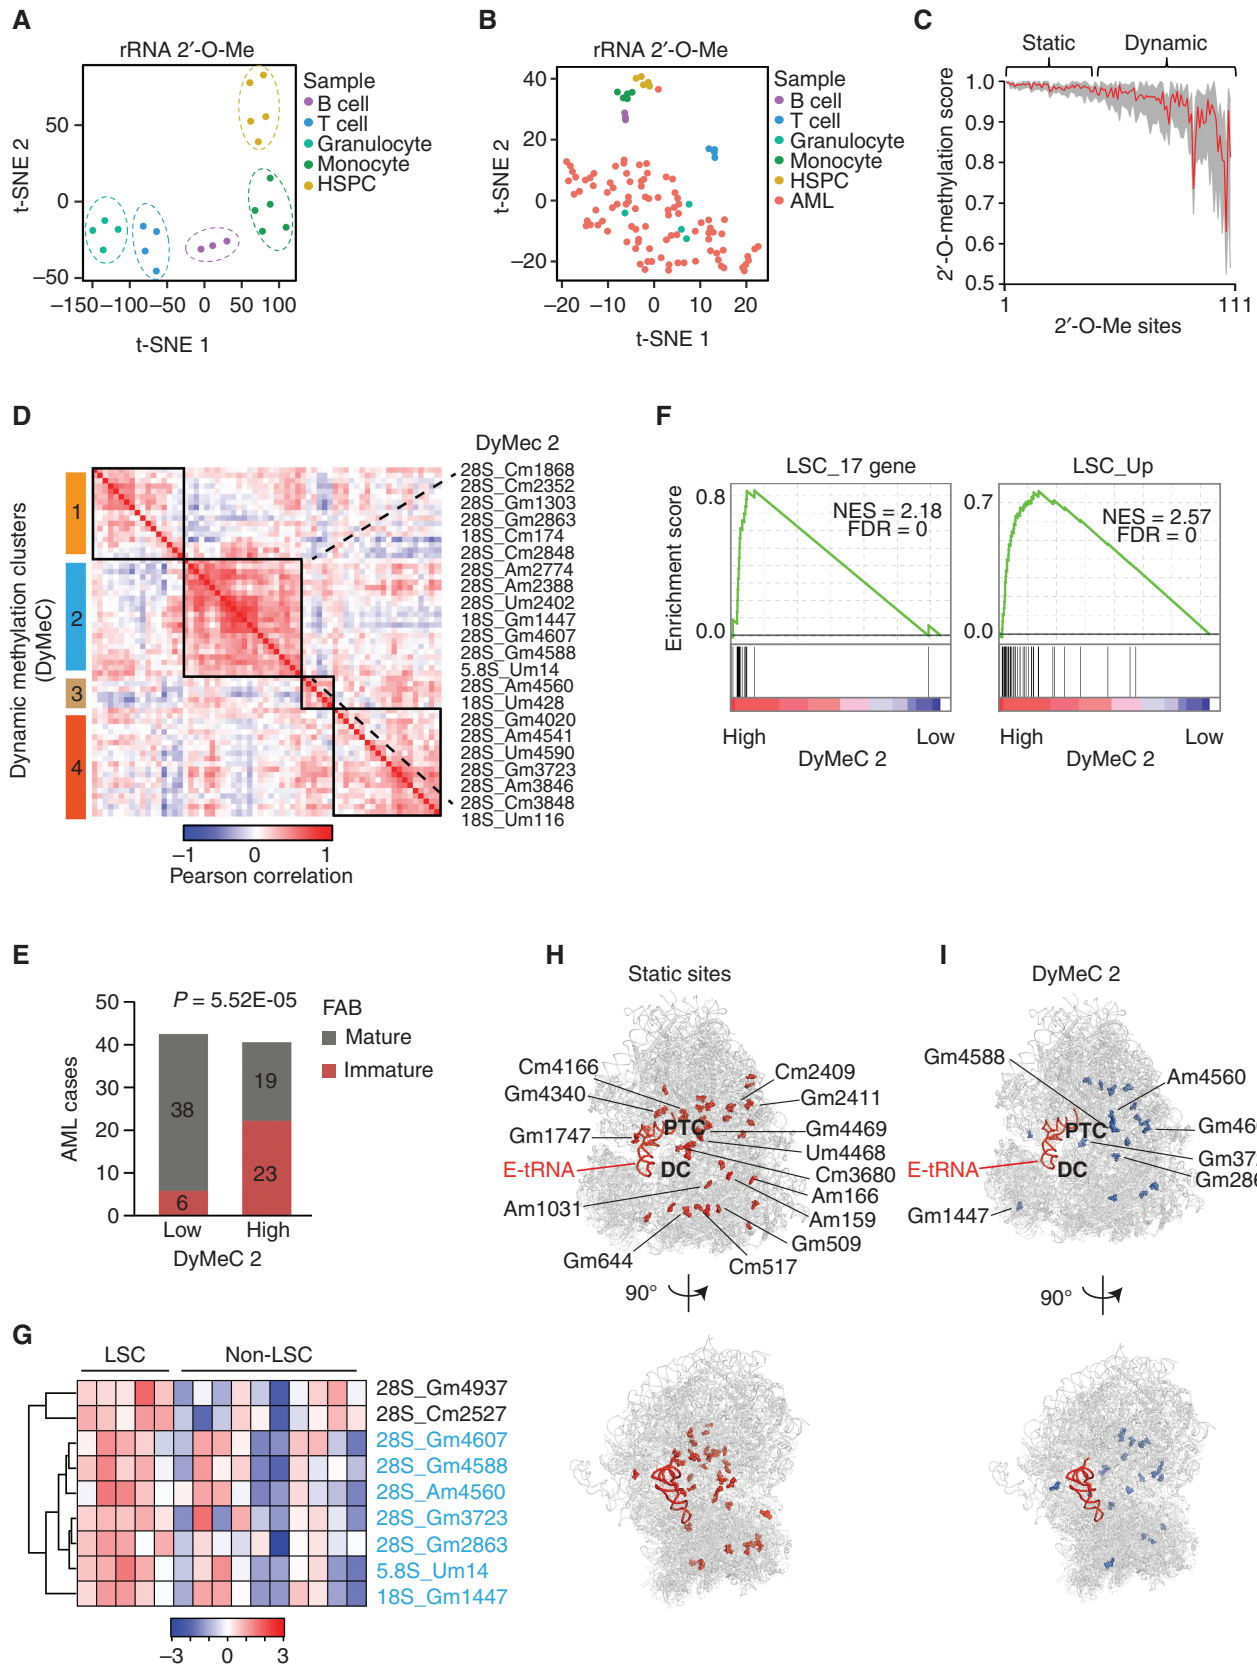 A
rRNA 2′-O-Me
t-SNE 2
50
0
−50
−150 −100 −50 0 50 100
t-SNE 1
Sample
B cell
T cell
Granulocyte
Monocyte
HSPC
B
rRNA 2′-O-Me
t-SNE 2
40
20
0
−20
−20 −10 0 10 20
t-SNE 1
Sample
B cell
T cell
Granulocyte
Monocyte
HSPC
AML
C
Static Dynamic
2′-O-methylation score
1.0
0.9
0.8
0.7
0.6
0.5
1 111
2′-O-Me sites
D
Dynamic methylation clusters
(DyMeC)
1
2
3
4
DyMec 2
28S_Cm1868
28S_Cm2352
28S_Gm1303
28S_Gm2863
18S_Cm174
28S_Cm2848
28S_Am2774
28S_Am2388
28S_Um2402
18S_Gm1447
28S_Gm4607
28S_Gm4588
5.8S_Um14
28S_Am4560
18S_Um428
28S_Gm4020
28S_Am4541
28S_Um4590
28S_Gm3723
28S_Am3846
28S_Cm3848
18S_Um116
−1 0 1
Pearson correlation
F
Enrichment score
LSC_17 gene
0.8
0.0
NES = 2.18
FDR = 0
High Low
DyMeC 2
LSC_Up
0.7
0.0
NES = 2.57
FDR = 0
High Low
DyMeC 2
E
P = 5.52E-05
AML cases
50
40
30
20
10
0
38
6
19
23
Low High
DyMeC 2
FAB
Mature
Immature
G
LSC Non-LSC
28S_Gm4937
28S_Cm2527
28S_Gm4607
28S_Gm4588
28S_Am4560
28S_Gm3723
28S_Gm2863
5.8S_Um14
18S_Gm1447
−3 0 3
H
Static sites
Cm4166
Gm4340
Gm1747
E-tRNA
Am1031
Gm644
Cm517
Gm509
Am159
Am166
Cm3680
Um4468
Gm4469
Gm2411
Cm2409
PTC
DC
90°
I
DyMeC 2
Gm4588
Am4560
Gm46
Gm37
Gm286
PTC
E-tRNA
DC
Gm1447
90°